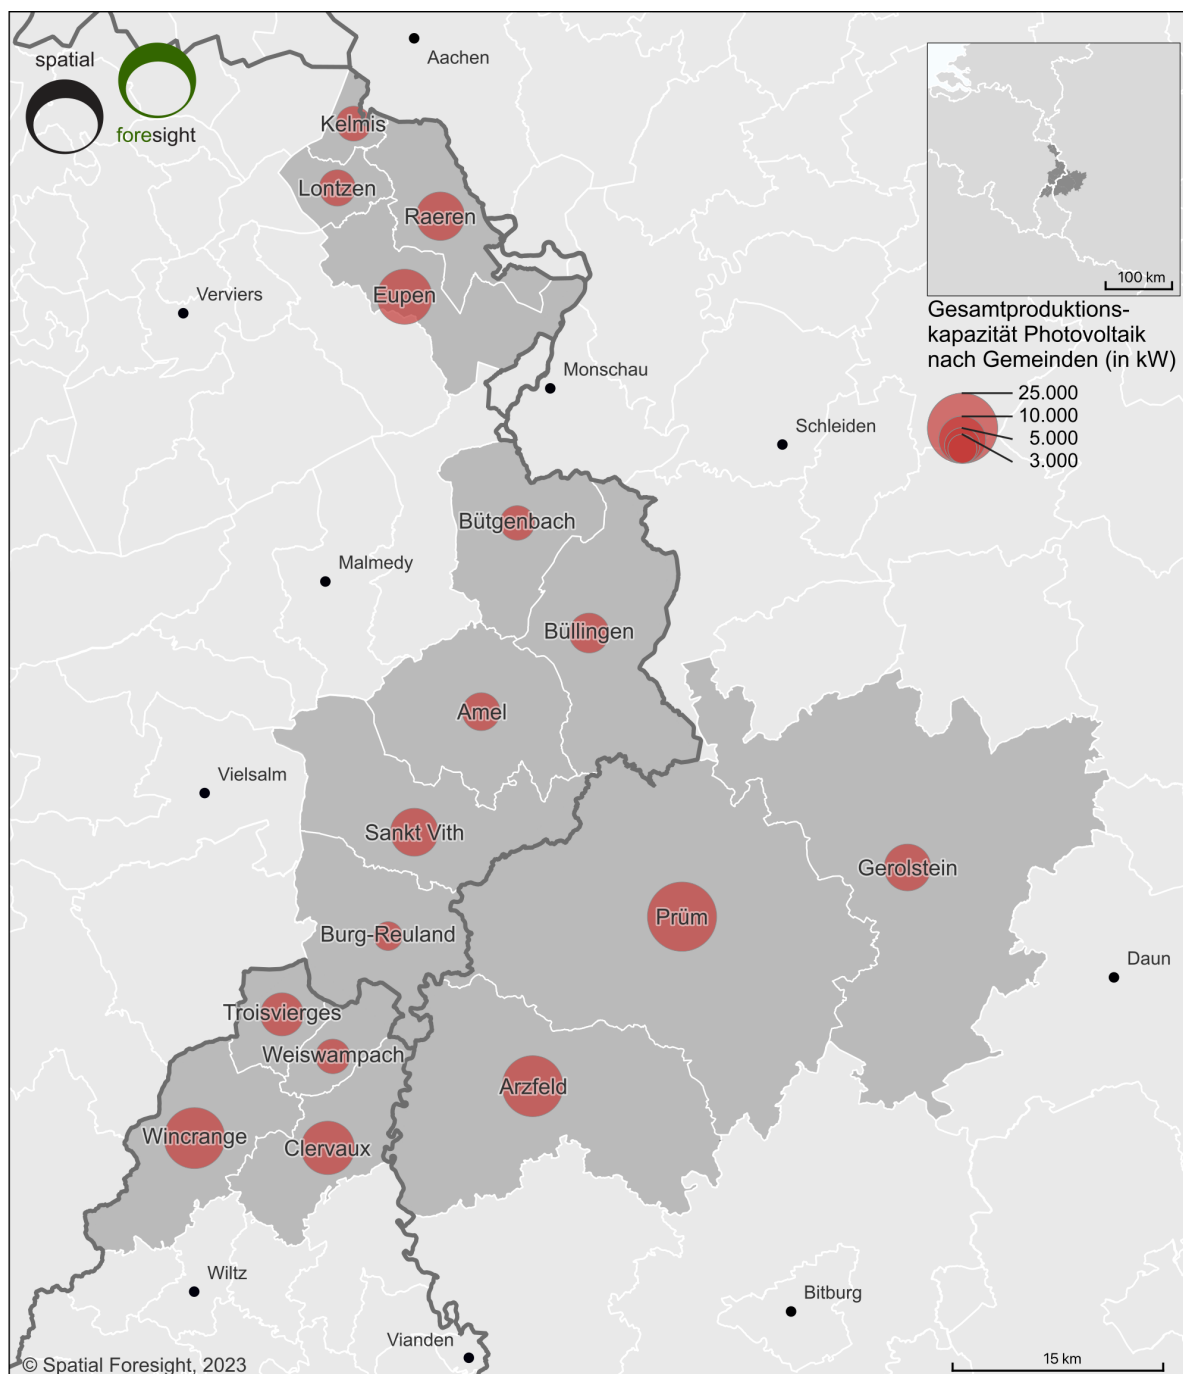 spatial
foresight
Aachen
Kelmis
Lontzen
Raeren
100 km
Verviers
Eupen
Gesamtproduktions-
kapazität Photovoltaik
nach Gemeinden (in kW)
Monschau
25.000
10.000
5.000
3.000
Schleiden
Bütgenbach
Malmedy
Büllingen
Amel
Vielsalm
Sankt Vith
Gerolstein
Prüm
Burg-Reuland
Daun
Troisvierges
Weiswampach
Arzfeld
Wincrange
Clervaux
Wiltz
Bitburg
Vianden
© Spatial Foresight, 2023
15 km